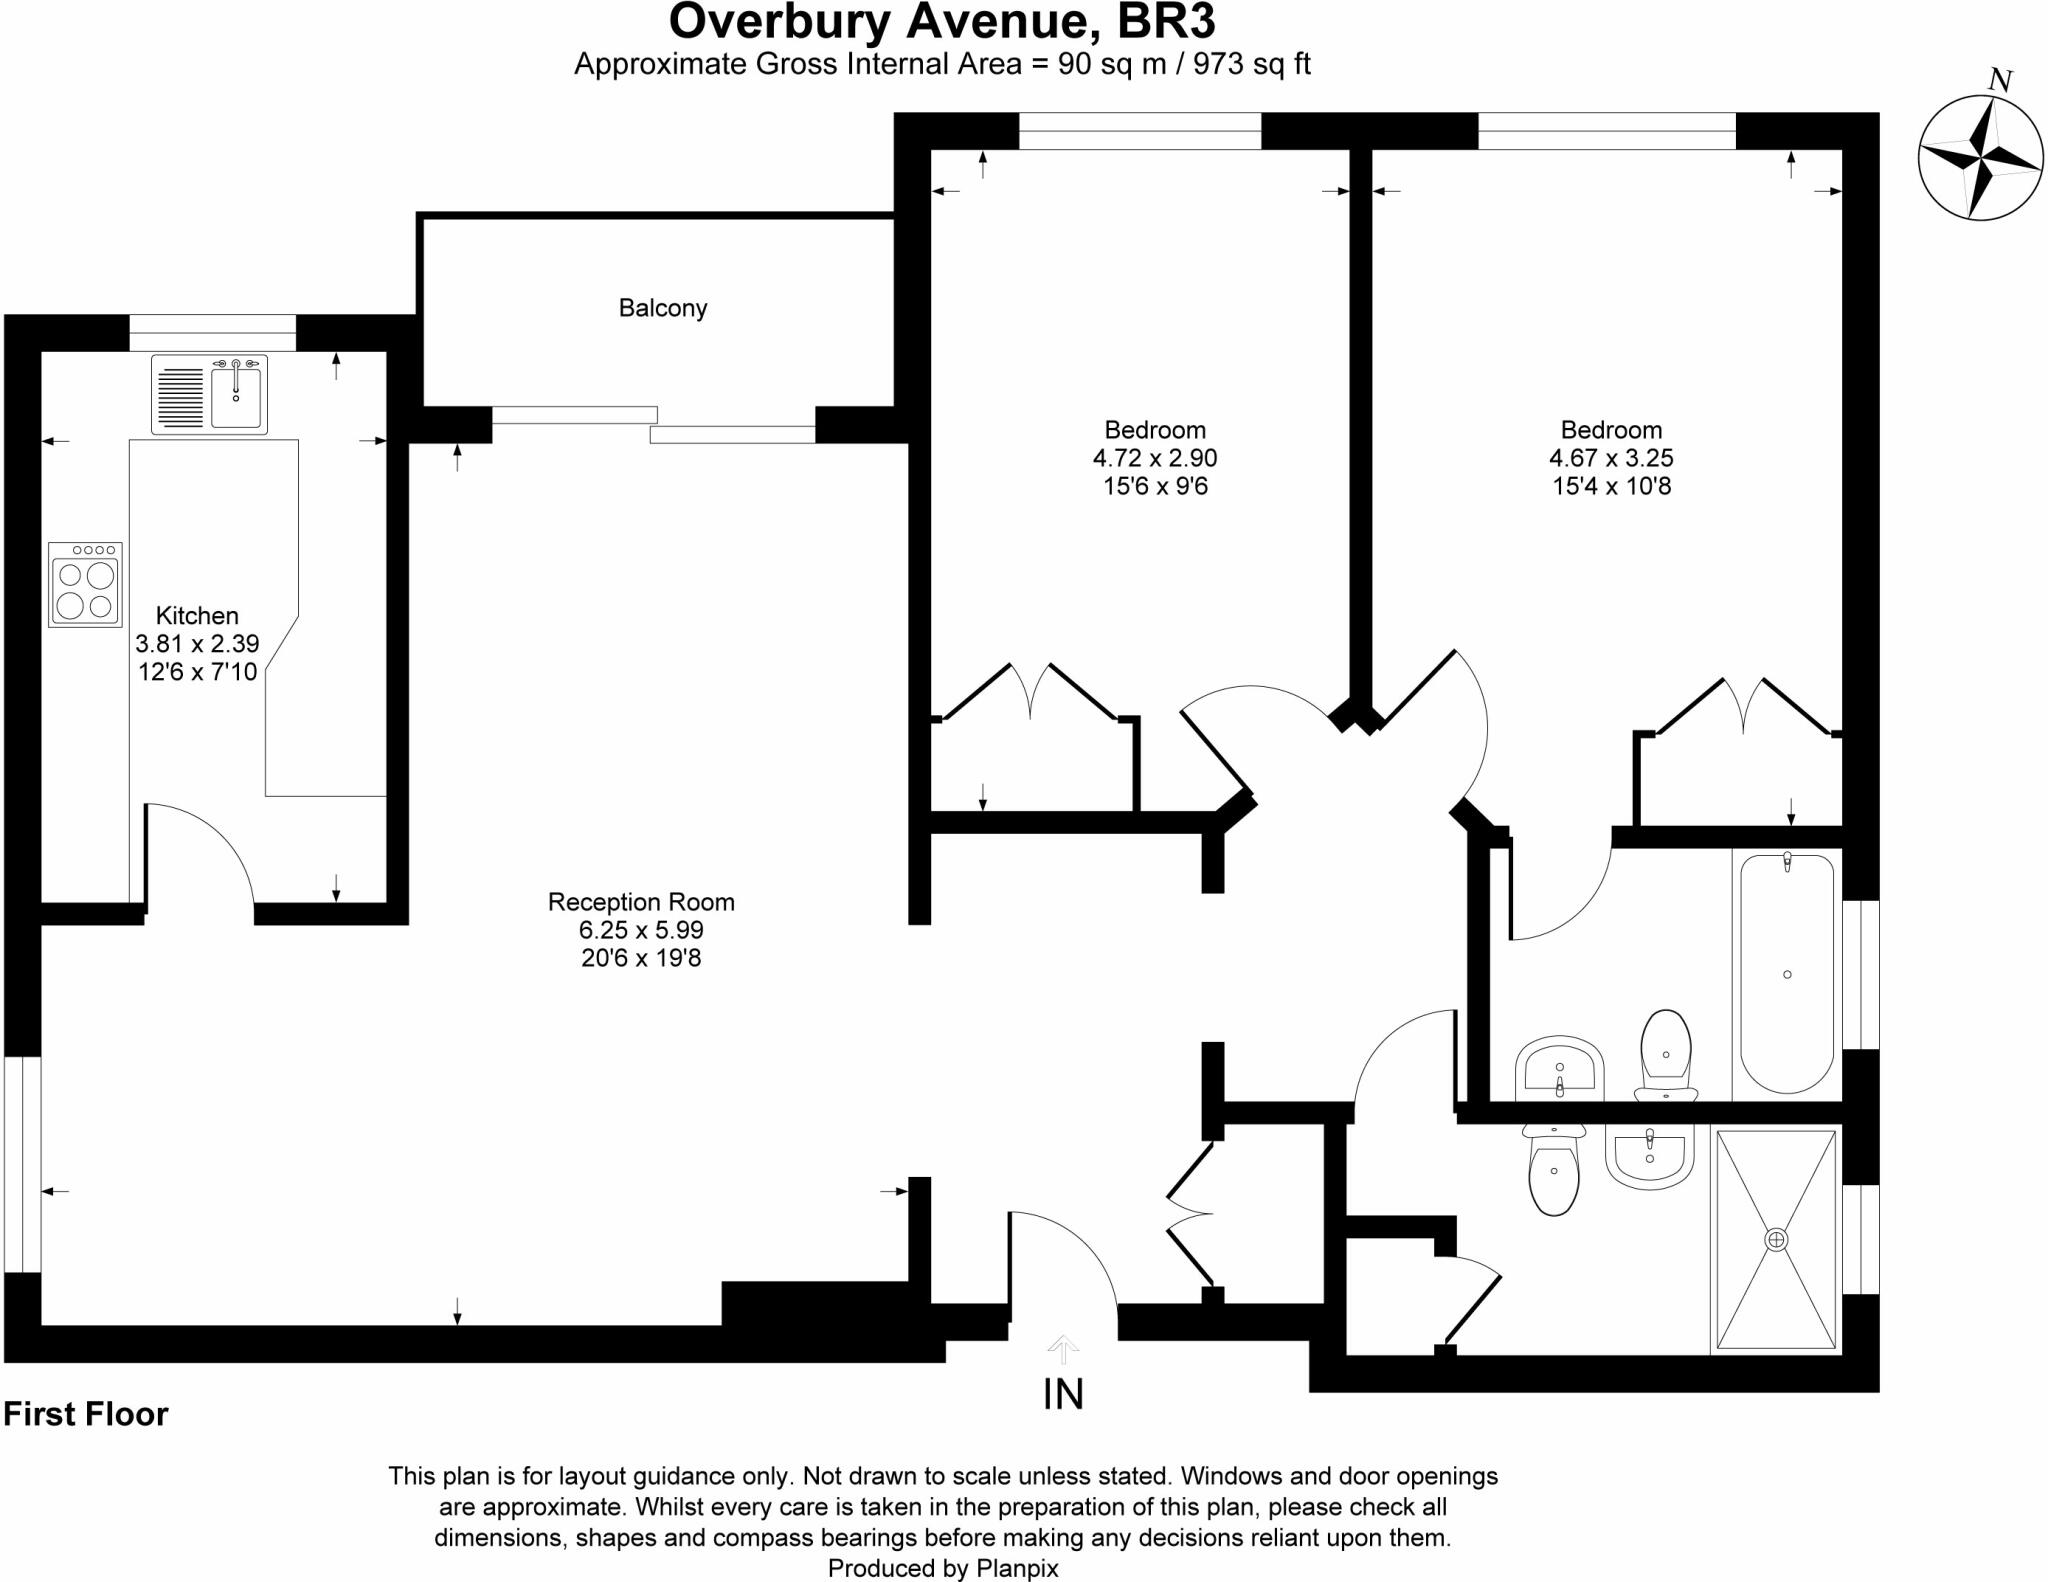 Overbury Avenue, BR3
Approximate Gross Internal Area = 90 sq m / 973 sq ft
N
Balcony
Bedroom
4.72 x 2.90
15'6 x 9'6
Bedroom
4.67 x 3.25
15'4 x 10'8
Kitchen
3.81 x 2.39
12'6 x 7'10
Reception Room
6.25 x 5.99
20'6 x 19'8
IN
First Floor
This plan is for layout guidance only. Not drawn to scale unless stated. Windows and door openings
are approximate. Whilst every care is taken in the preparation of this plan, please check all
dimensions, shapes and compass bearings before making any decisions reliant upon them.
Produced by Planpix